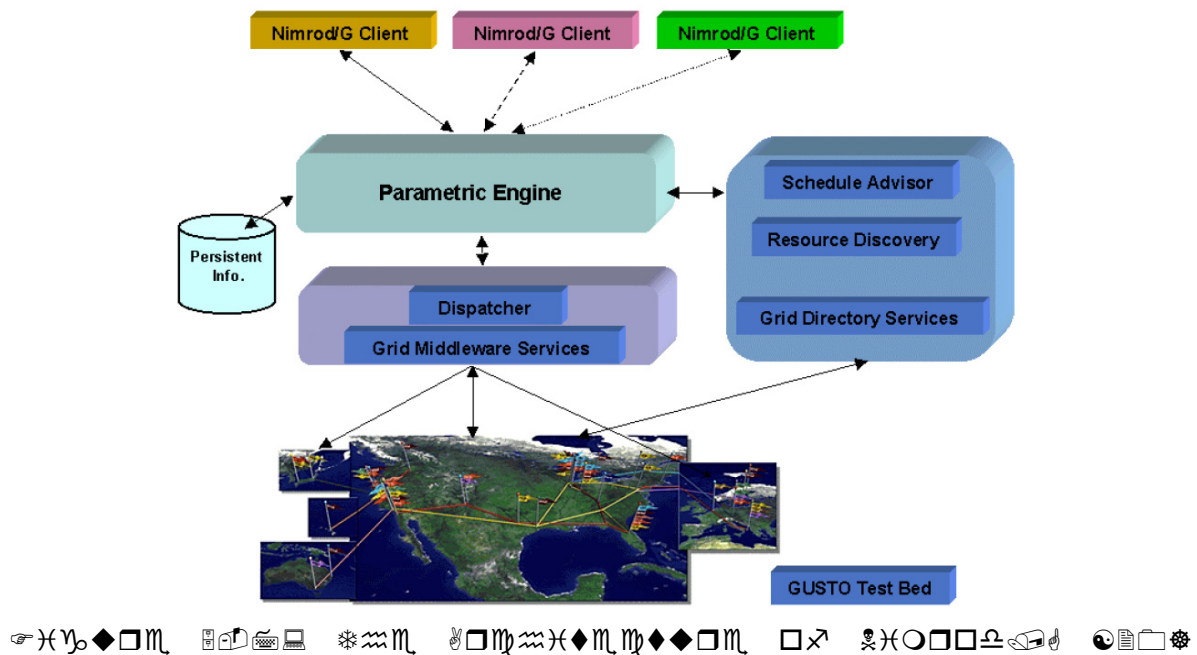 Nimrod/G Client
Nimrod/G Client
Nimrod/G Client
Parametric Engine
Schedule Advisor
Resource Discovery
Grid Directory Services
Persistent
Info.
Dispatcher
Grid Middleware Services
GUSTO Test Bed